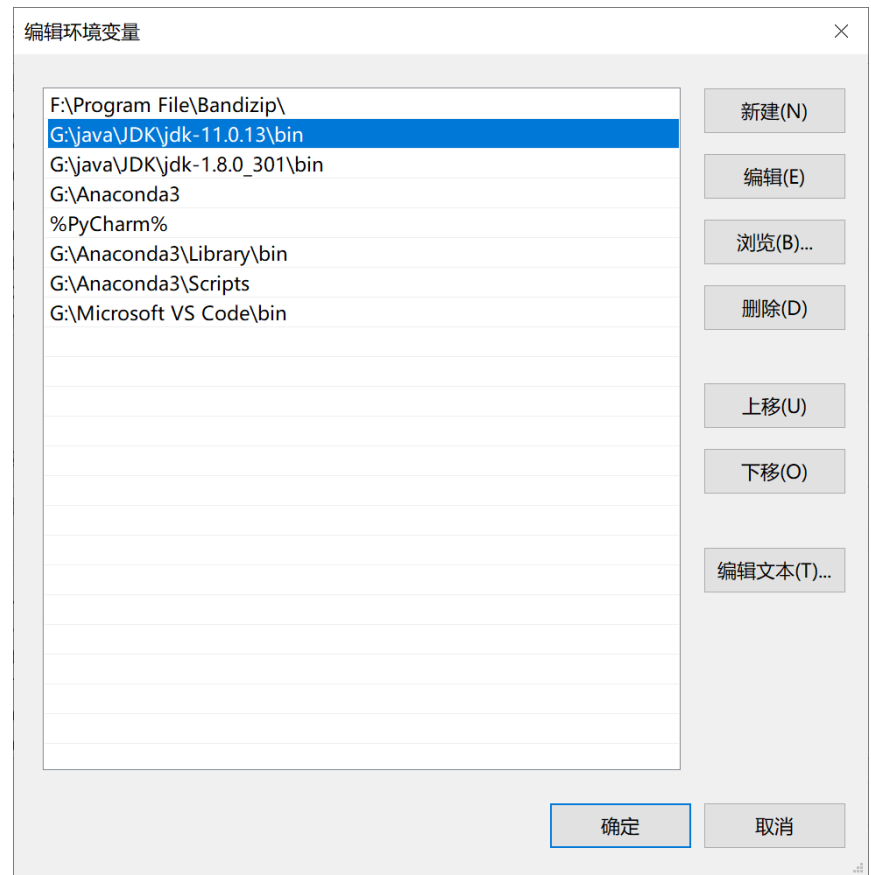 编辑环境变量
F:\Program File\Bandizip\
G:\java\JDK\jdk-11.0.13\bin
G:\java\JDK\jdk-1.8.0_301\bin
G:\Anaconda3
%PyCharm%
G:\Anaconda3\Library\bin
G:\Anaconda3\Scripts
G:\Microsoft VS Code\bin
新建(N)
编辑(E)
浏览(B)...
删除(D)
上移(U)
下移(O)
编辑文本(T)...
确定
取消